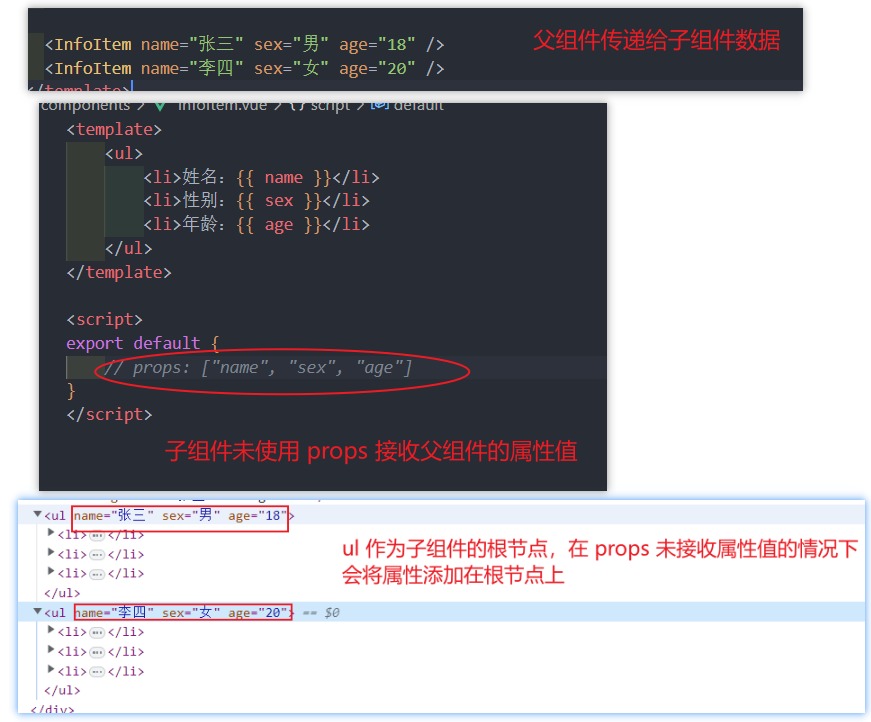 <InfoItem name="张三" sex="男" age="18" />
<InfoItem name="李四" sex="女" age="20" />
父组件传递给子组件数据
</template>
components > InfoItem.vue > {} script > default
<template>
<ul>
<li>姓名: {{ name }}</li>
<li>性别: {{ sex }}</li>
<li>年龄: {{ age }}</li>
</ul>
</template>
<script>
export default {
// props: ["name", "sex", "age"]
}
</script>
子组件未使用 props 接收父组件的属性值
<ul name="张三" sex="男" age="18">
<li>…</li>
<li>…</li>
<li>…</li>
</ul>
ul 作为子组件的根节点，在 props 未接收属性值的情况下
会将属性添加在根节点上
<ul name="李四" sex="女" age="20"> == $0
<li>…</li>
<li>…</li>
<li>…</li>
</ul>
</div>